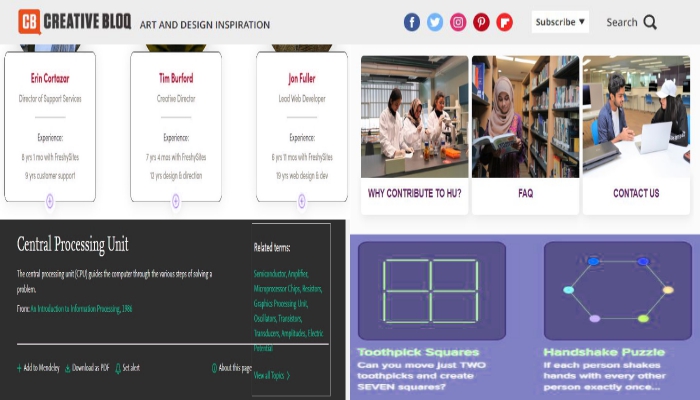 CB CREATIVE BLOQ ART AND DESIGN INSPIRATION
Subscribe ▼ Search
Erin Cortazar
Director of Support Services
Experience:
8 yrs 1 mo with FreshySites
9 yrs customer support
Tim Burford
Creative Director
Experience:
7 yrs 4 mos with FreshySites
12 yrs design & direction
Jon Fuller
Lead Web Developer
Experience:
6 yrs 11 mos with FreshySites
19 yrs web design & dev
WHY CONTRIBUTE TO HU?
FAQ
CONTACT US
Central Processing Unit
The central processing unit (CPU) guides the computer through the various steps of solving a
problem.
From: An Introduction to Information Processing, 1986
Add to Mendeley Download as PDF Set alert About this page
Related terms:
Semiconductor, Amplifier,
Microprocessor Chips, Resistors,
Graphics Processing Unit,
Oscillators, Transistors,
Transducers, Amplitudes, Electric
Potential
View all Topics >
Toothpick Squares
Can you move just TWO
toothpicks and create
SEVEN squares?
Handshake Puzzle
If each person shakes
hands with every other
person exactly once...